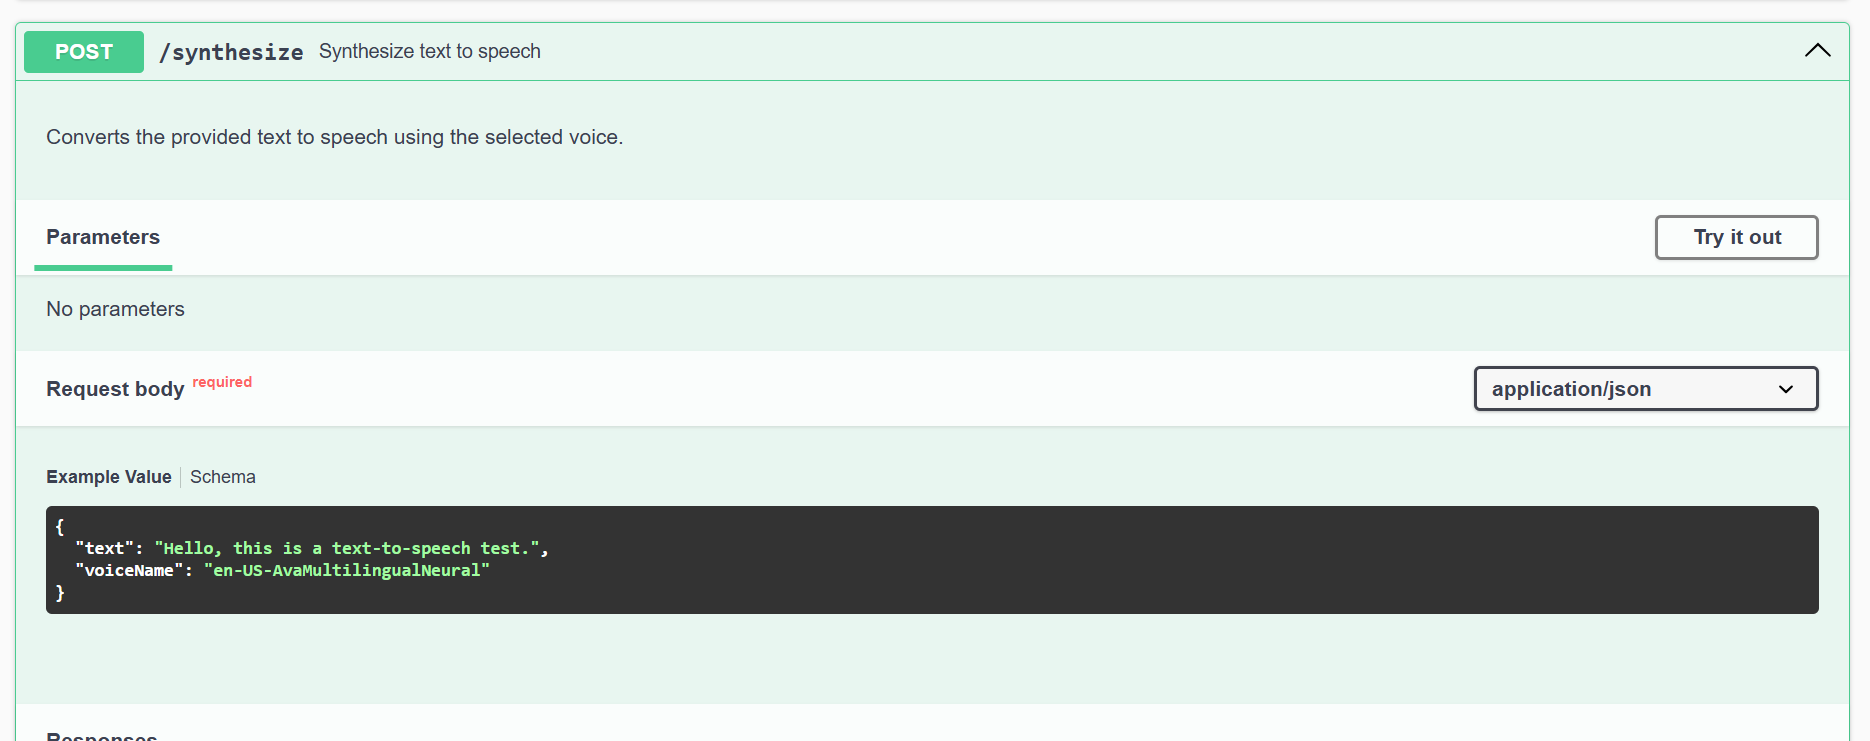 POST /synthesize Synthesize text to speech
Converts the provided text to speech using the selected voice.
Parameters Try it out
No parameters
Request body required application/json
Example Value Schema
{
"text": "Hello, this is a text-to-speech test.",
"voiceName": "en-US-AvaMultilingualNeural"
}
Responses